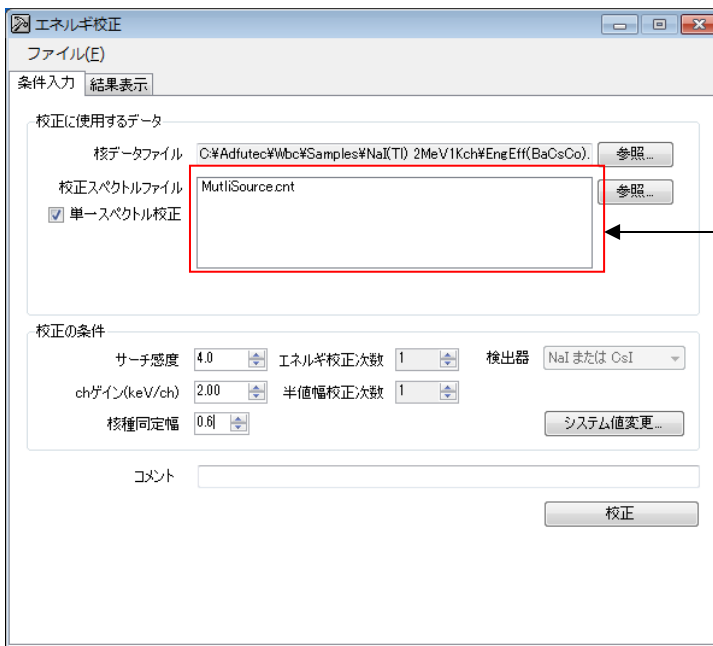 エネルギ校正
ファイル(F)
条件入力 結果表示
校正に使用するデータ
核データファイル C:¥Adfutec¥Wbc¥Samples¥NaI(Tl) 2MeV1Kch¥EngEff(BaCsCo). 参照...
校正スペクトルファイル MutliSource.cnt 参照...
単一スペクトル校正
校正の条件
サーチ感度 4.0 エネルギ校正次数 1 検出器 NaI または CsI
chゲイン(keV/ch) 2.00 半値幅校正次数 1
核種同定幅 0.6 システム値変更...
コメント
校正